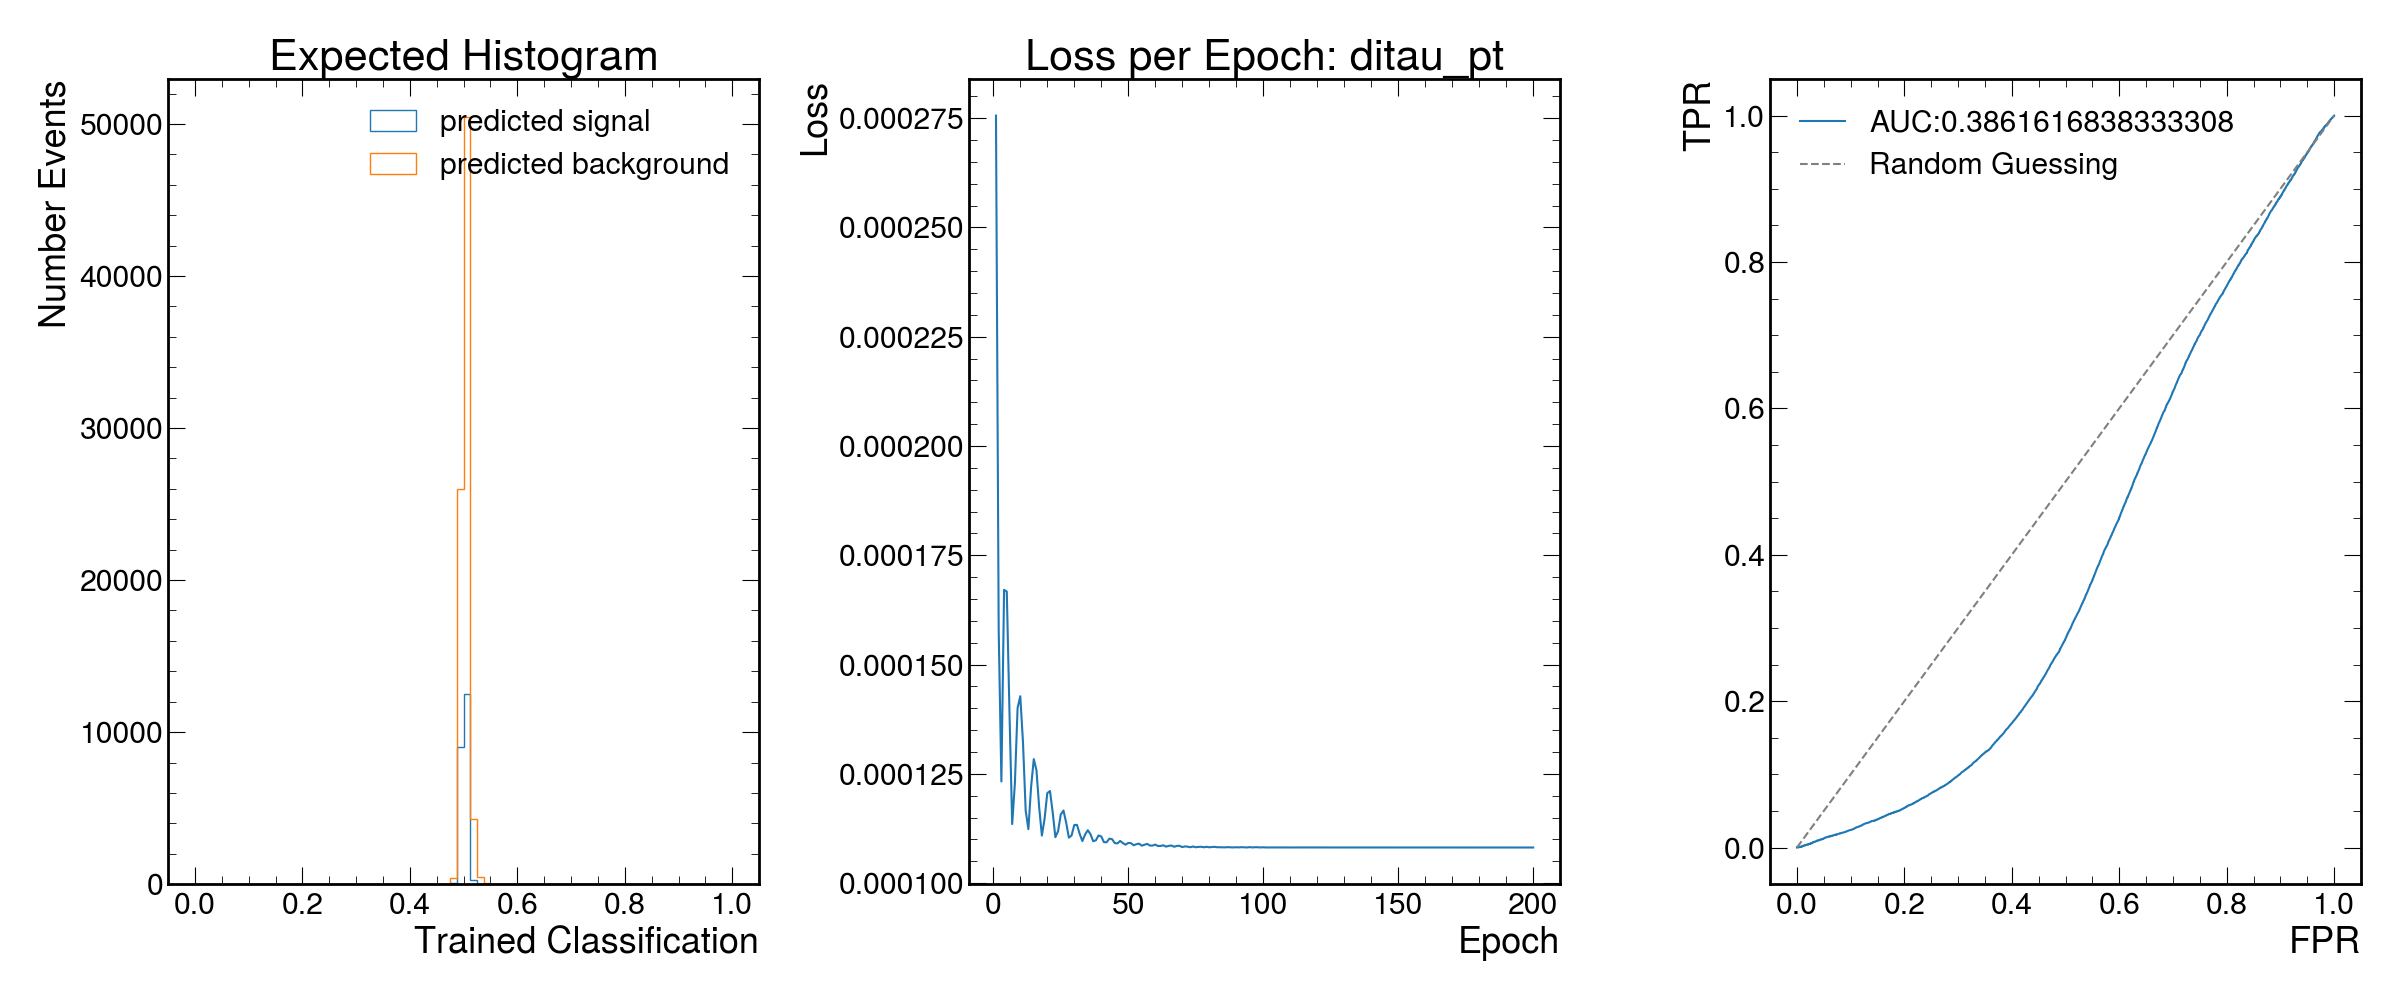 Expected Histogram
Number Events
predicted signal
predicted background
50000
40000
30000
20000
10000
0
0.0 0.2 0.4 0.6 0.8 1.0
Trained Classification
Loss per Epoch: ditau_pt
Loss
0.000275
0.000250
0.000225
0.000200
0.000175
0.000150
0.000125
0.000100
0 50 100 150 200
Epoch
TPR
AUC:0.3861616838333308
Random Guessing
1.0
0.8
0.6
0.4
0.2
0.0
0.0 0.2 0.4 0.6 0.8 1.0
FPR